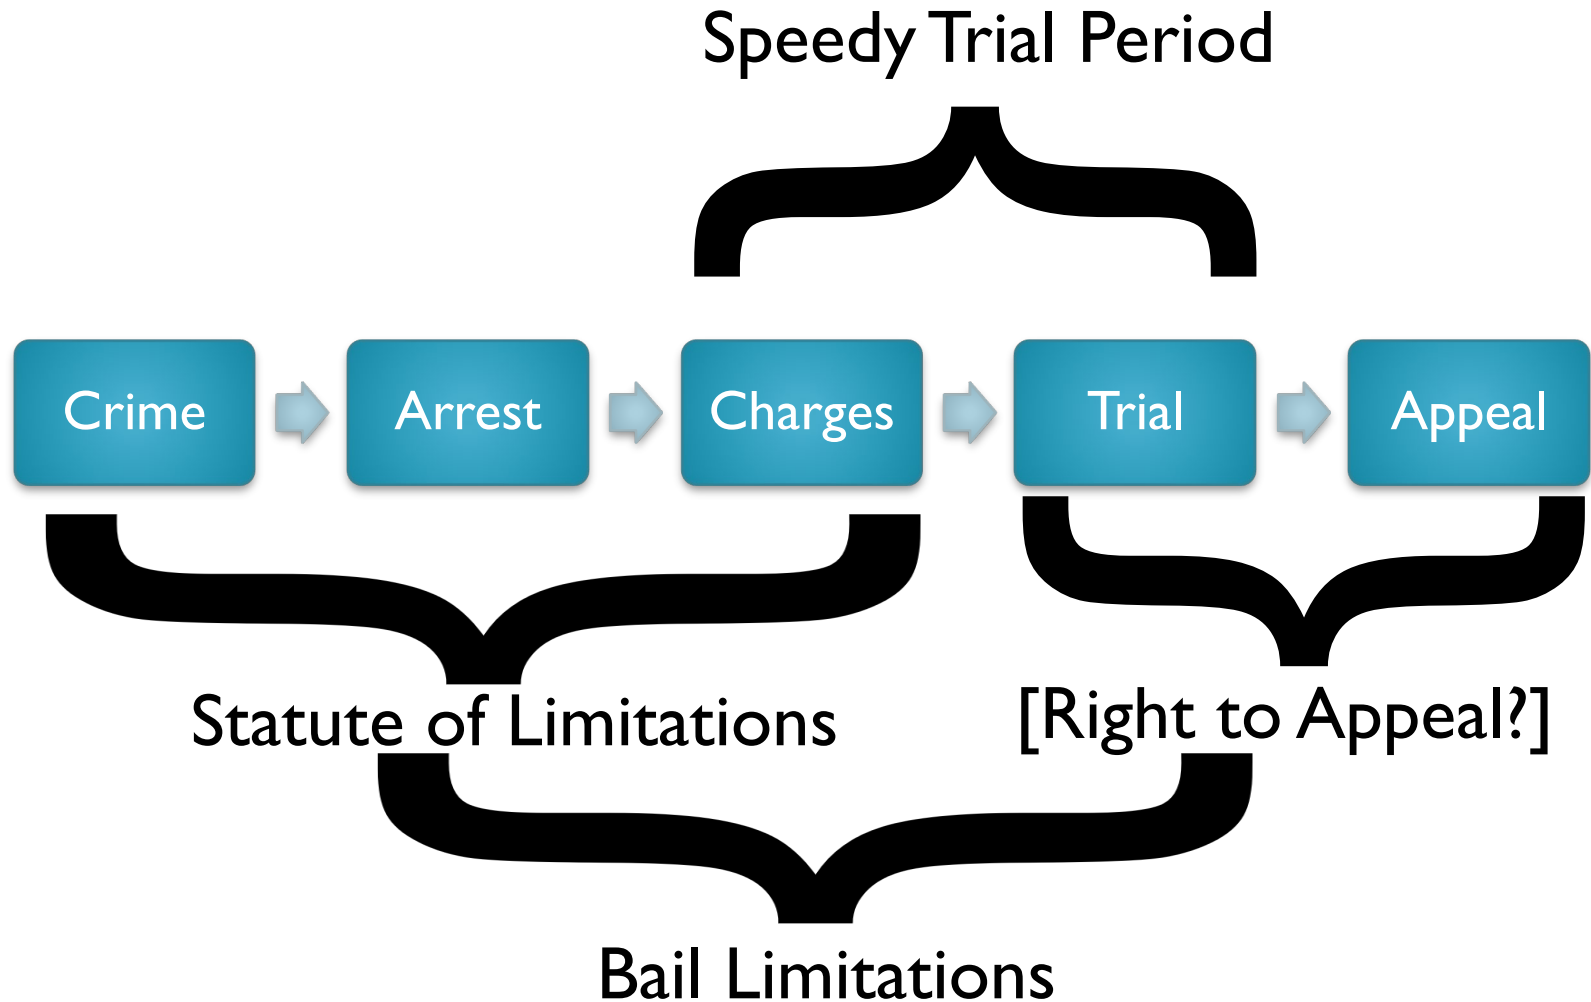 Speedy Trial Period
Crime
Arrest
Charges
Trial
Appeal
Statute of Limitations
[Right to Appeal?]
Bail Limitations